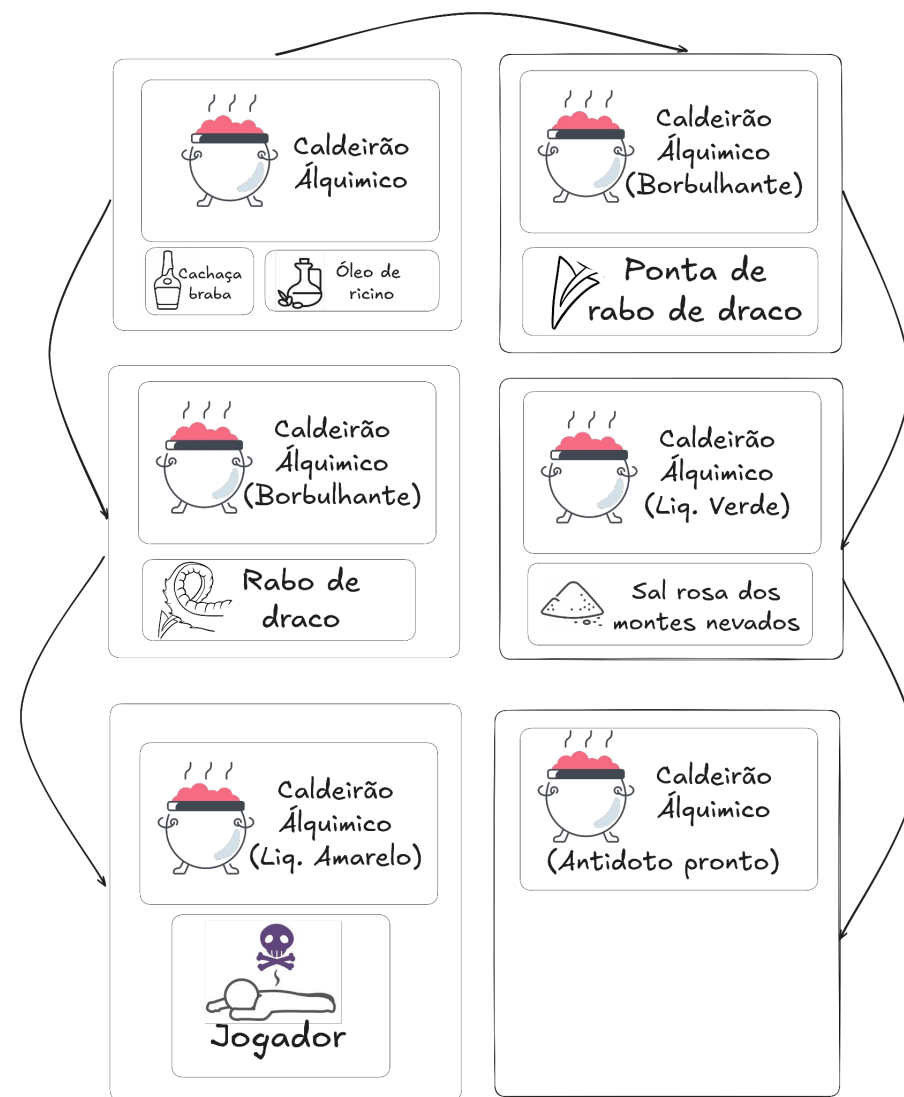 Caldeirão
Álquimico
Cachaça
braba
Óleo de
ricino
Caldeirão
Álquimico
(Borbulhante)
Ponta de
rabo de draco
Caldeirão
Álquimico
(Borbulhante)
Rabo de
draco
Caldeirão
Álquimico
(Liq. Verde)
Sal rosa dos
montes nevados
Caldeirão
Álquimico
(Liq. Amarelo)
Jogador
Caldeirão
Álquimico
(Antidoto pronto)